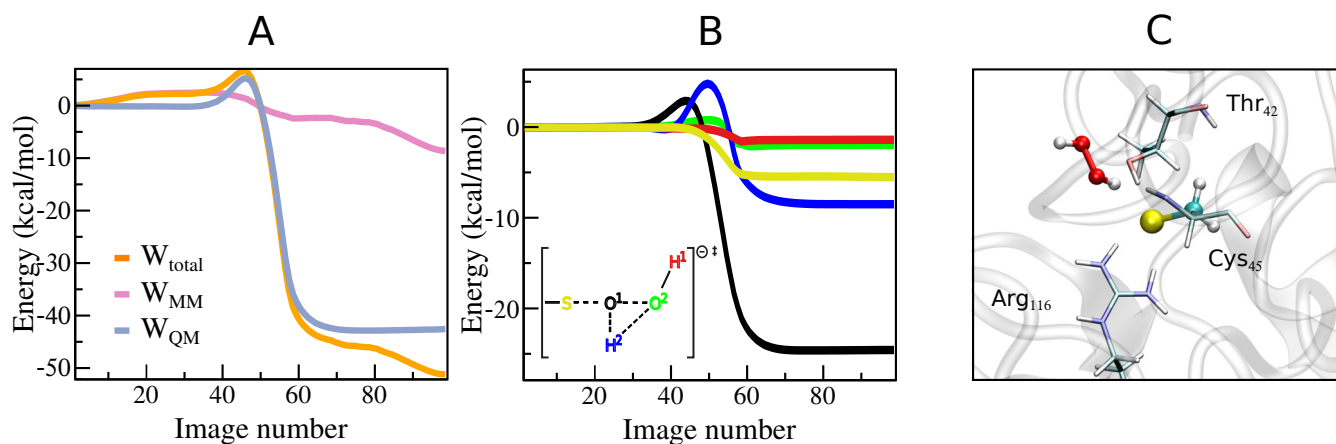 A
Energy (kcal/mol)
0
-10
-20
-30
-40
-50
W_total
W_MM
W_QM
20 40 60 80
Image number
B
Energy (kcal/mol)
0
-10
-20
H¹ ⊖ ‡
S O¹ O²
H²
20 40 60 80
Image number
C
Thr₄₂
Cys₄₅
Arg₁₁₆